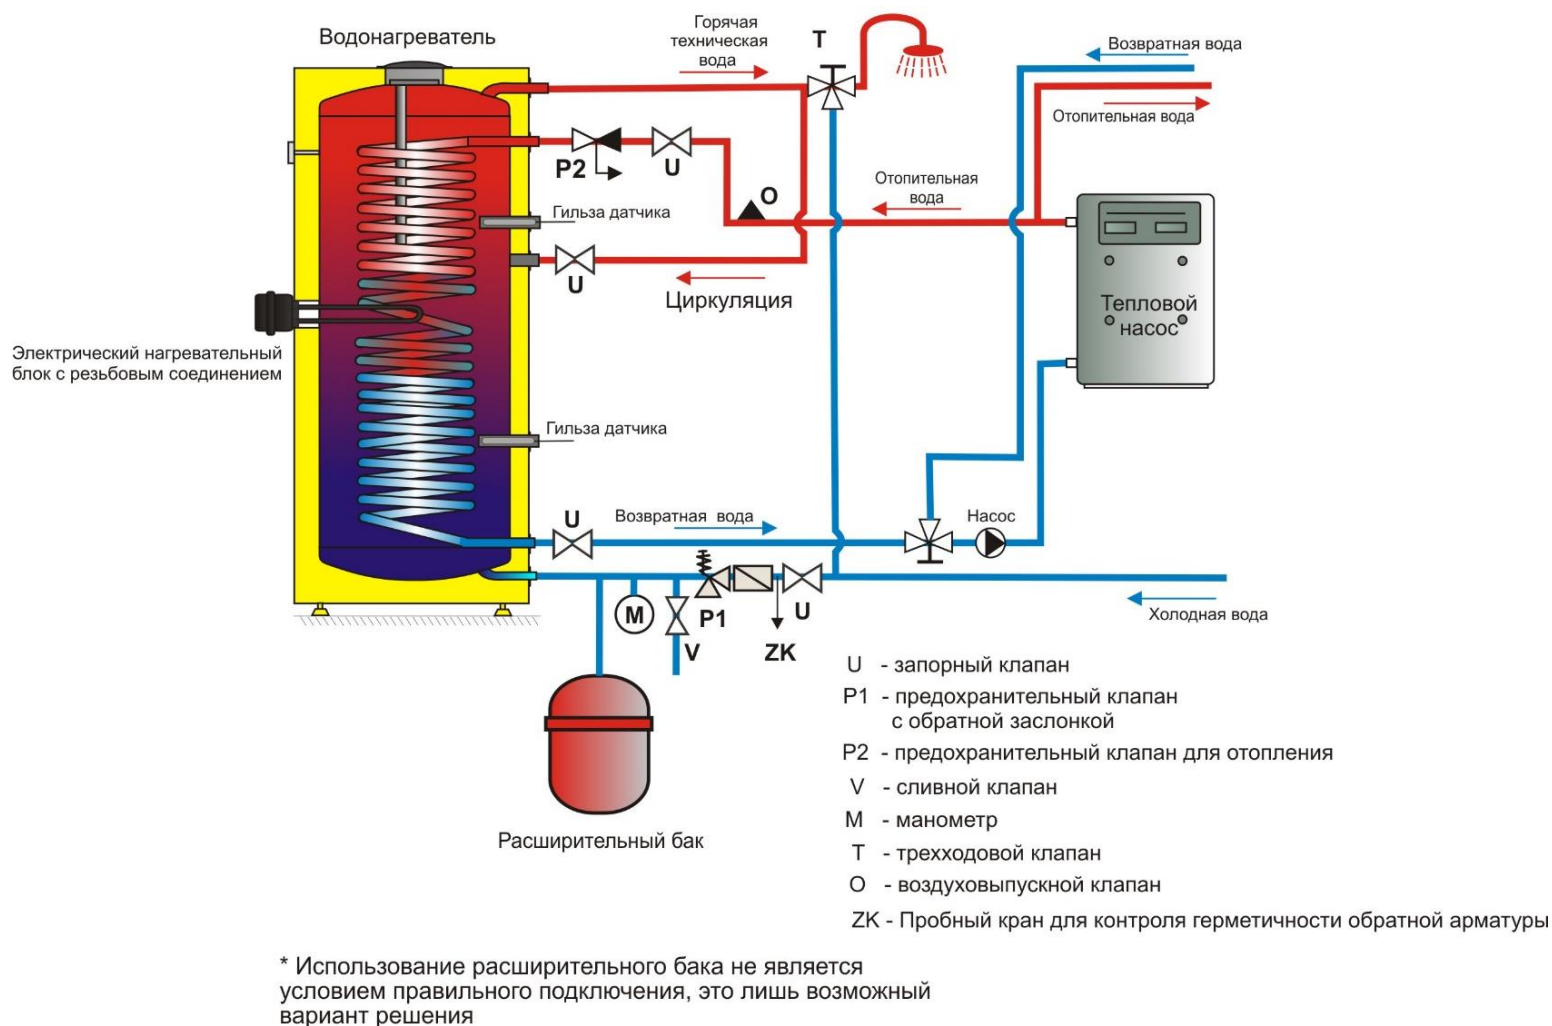 Водонагреватель
Горячая
техническая
вода
T
Возвратная вода
Отопительная вода
P2
U
O
Отопительная
вода
Гильза датчика
U
Циркуляция
Тепловой
насос
Электрический нагревательный
блок с резьбовым соединением
Гильза датчика
U
Возвратная вода
Насос
M
V
P1
ZK
U
Холодная вода
Расширительный бак
U - запорный клапан
P1 - предохранительный клапан
с обратной заслонкой
P2 - предохранительный клапан для отопления
V - сливной клапан
M - манометр
T - трехходовой клапан
O - воздуховыпускной клапан
ZK - Пробный кран для контроля герметичности обратной арматуры
* Использование расширительного бака не является
условием правильного подключения, это лишь возможный
вариант решения